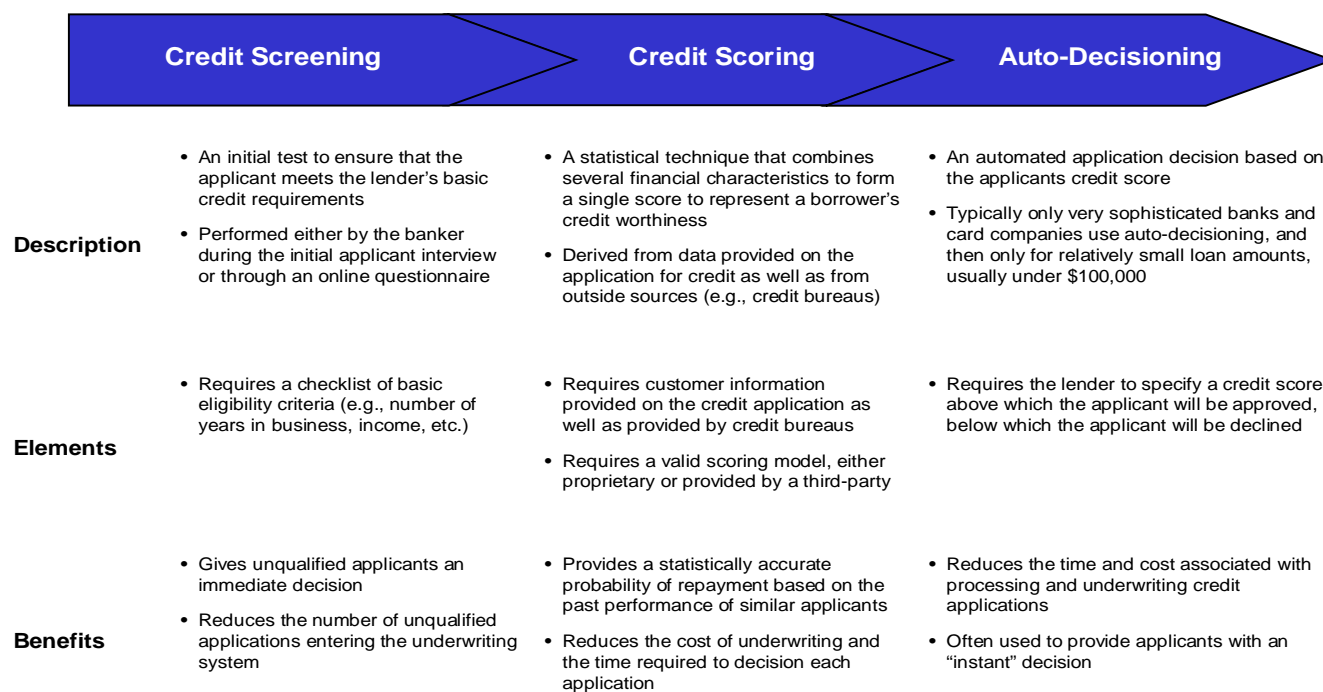 Credit Screening
Credit Scoring
Auto-Decisioning
Description
• An initial test to ensure that the
applicant meets the lender's basic
credit requirements
• Performed either by the banker
during the initial applicant interview
or through an online questionnaire
• A statistical technique that combines
several financial characteristics to form
a single score to represent a borrower's
credit worthiness
• Derived from data provided on the
application for credit as well as from
outside sources (e.g., credit bureaus)
• An automated application decision based on
the applicants credit score
• Typically only very sophisticated banks and
card companies use auto-decisioning, and
then only for relatively small loan amounts,
usually under $100,000
Elements
• Requires a checklist of basic
eligibility criteria (e.g., number of
years in business, income, etc.)
• Requires customer information
provided on the credit application as
well as provided by credit bureaus
• Requires a valid scoring model, either
proprietary or provided by a third-party
• Requires the lender to specify a credit score
above which the applicant will be approved,
below which the applicant will be declined
Benefits
• Gives unqualified applicants an
immediate decision
• Reduces the number of unqualified
applications entering the underwriting
system
• Provides a statistically accurate
probability of repayment based on the
past performance of similar applicants
• Reduces the cost of underwriting and
the time required to decision each
application
• Reduces the time and cost associated with
processing and underwriting credit
applications
• Often used to provide applicants with an
“instant” decision